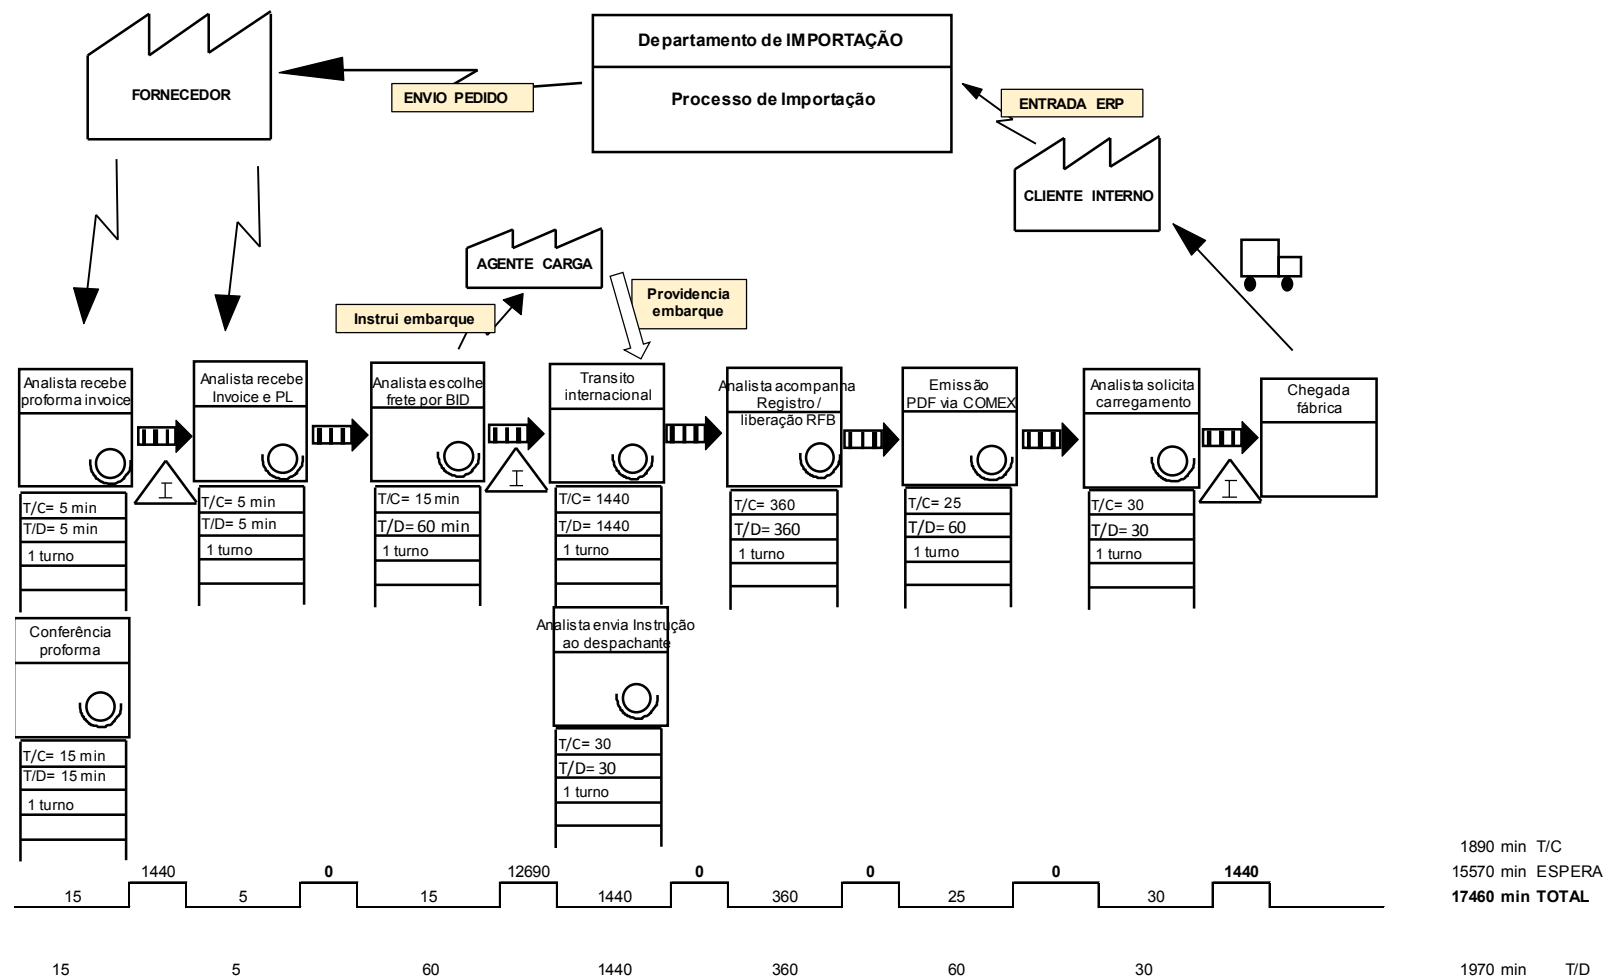 Departamento de IMPORTAÇÃO
Processo de Importação
FORNECEDOR
ENVIO PEDIDO
ENTRADA ERP
CLIENTE INTERNO
AGENTE CARGA
Instrui embarque
Providencia
embarque
Analista recebe
proforma invoice
Analista recebe
Invoice e PL
Analista escolhe
frete por BID
Transito
internacional
Analista acompanha
Registro /
liberação RFB
Emissão
PDF via COMEX
Analista solicita
carregamento
Chegada
fábrica
I
I
I
T/C= 5 min
T/D= 5 min
1 turno
T/C= 5 min
T/D= 5 min
1 turno
T/C= 15 min
T/D= 60 min
1 turno
T/C= 1440
T/D= 1440
1 turno
T/C= 360
T/D= 360
1 turno
T/C= 25
T/D= 60
1 turno
T/C= 30
T/D= 30
1 turno
Conferência
proforma
T/C= 15 min
T/D= 15 min
1 turno
Analista envia Instrução
ao despachante
T/C= 30
T/D= 30
1 turno
1890 min T/C
1440 0 12690 0 0 0 1440 15570 min ESPERA
15 5 15 1440 360 25 30 17460 min TOTAL
15 5 60 1440 360 60 30 1970 min T/D